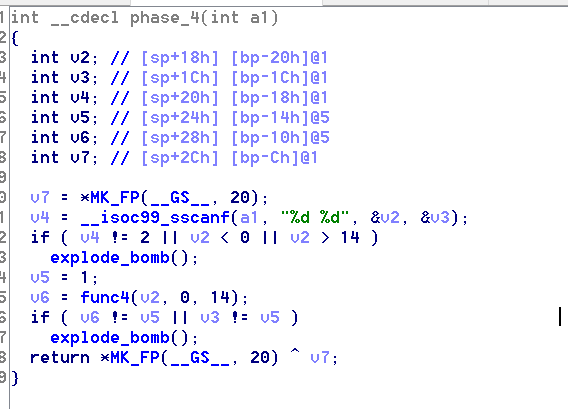 1 int __cdecl phase_4(int a1)
2 {
3 int v2; // [sp+18h] [bp-20h]@1
4 int v3; // [sp+1Ch] [bp-1Ch]@1
5 int v4; // [sp+20h] [bp-18h]@1
6 int v5; // [sp+24h] [bp-14h]@5
7 int v6; // [sp+28h] [bp-10h]@5
8 int v7; // [sp+2Ch] [bp-Ch]@1
9
0 v7 = *MK_FP(__GS__, 20);
1 v4 = __isoc99_sscanf(a1, "%d %d", &v2, &v3);
2 if ( v4 != 2 || v2 < 0 || v2 > 14 )
3 explode_bomb();
4 v5 = 1;
5 v6 = func4(v2, 0, 14);
6 if ( v6 != v5 || v3 != v5 )
7 explode_bomb();
8 return *MK_FP(__GS__, 20) ^ v7;
9 }